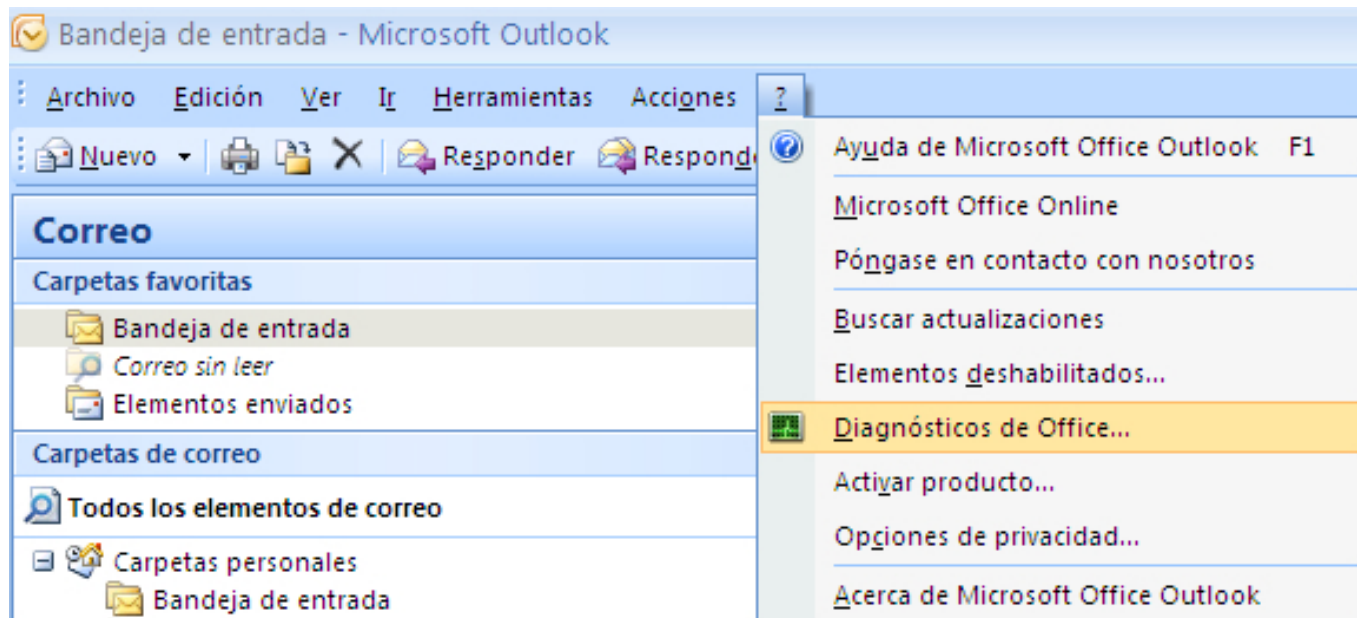 Bandeja de entrada - Microsoft Outlook
Archivo Edición Ver Ir Herramientas Acciones ?
Nuevo Responder
Correo
Carpetas favoritas
Bandeja de entrada
Correo sin leer
Elementos enviados
Carpetas de correo
Todos los elementos de correo
Carpetas personales
Bandeja de entrada
Ayuda de Microsoft Office Outlook F1
Microsoft Office Online
Póngase en contacto con nosotros
Buscar actualizaciones
Elementos deshabilitados...
Diagnósticos de Office...
Activar producto...
Opciones de privacidad...
Acerca de Microsoft Office Outlook